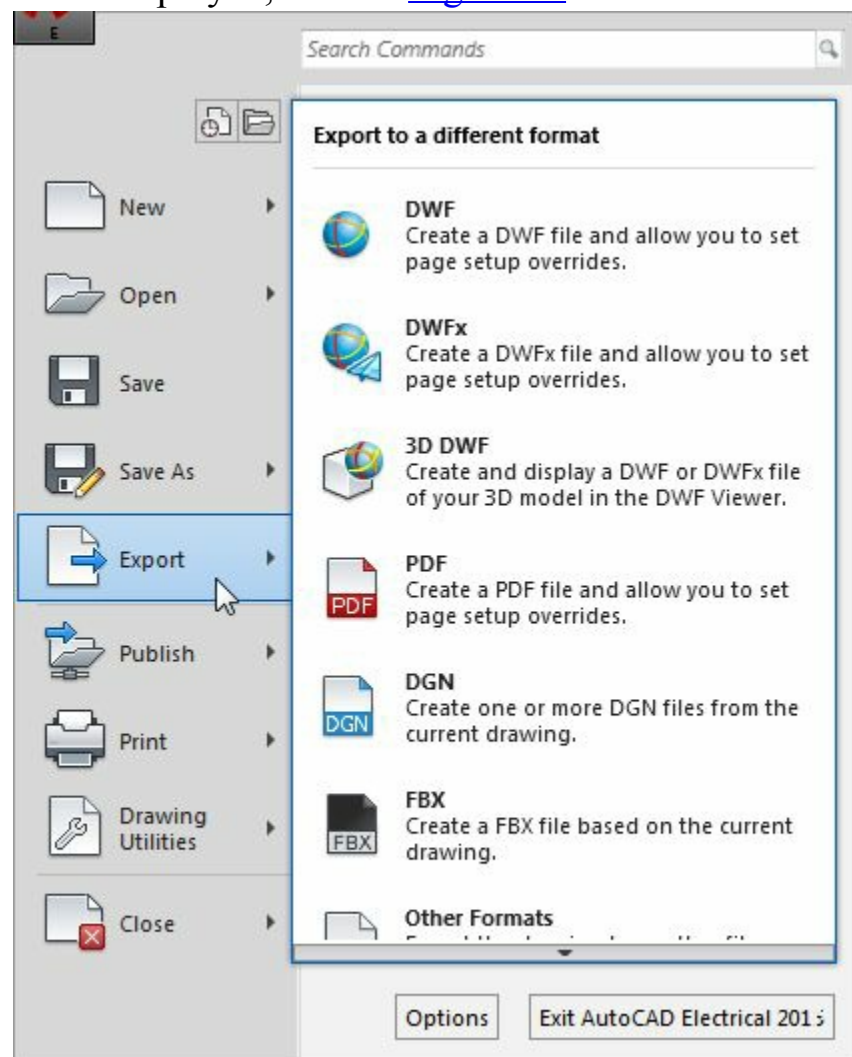 E
Search Commands
Export to a different format
New
Open
Save
Save As
Export
Publish
Print
Drawing
Utilities
Close
DWF
Create a DWF file and allow you to set
page setup overrides.
DWFx
Create a DWFx file and allow you to set
page setup overrides.
3D DWF
Create and display a DWF or DWFx file
of your 3D model in the DWF Viewer.
PDF
PDF
Create a PDF file and allow you to set
page setup overrides.
DGN
DGN
Create one or more DGN files from the
current drawing.
FBX
FBX
Create a FBX file based on the current
drawing.
Other Formats
Options
Exit AutoCAD Electrical 201